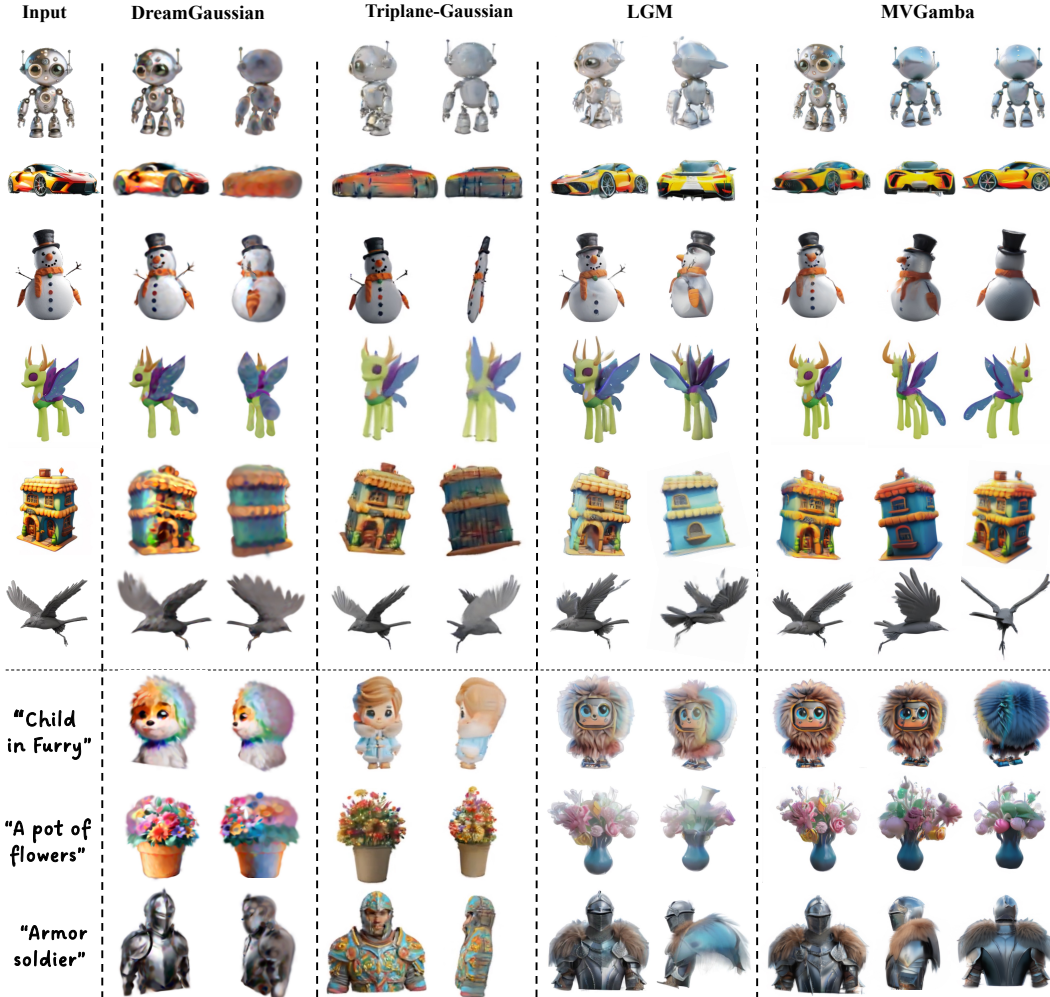 Input DreamGaussian Triplane-Gaussian LGM MVGamba
“Child
in Furry”
“A pot of
flowers”
“Armor
soldier”